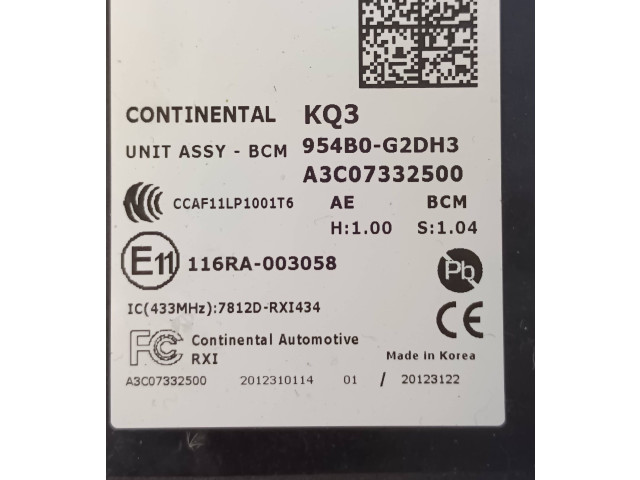 CONTINENTAL KQ3
UNIT ASSY - BCM 954B0-G2DH3
A3C07332500
CCAF11LP1001T6 AE BCM
H:1.00 S:1.04
E11 116RA-003058 Pb
IC(433MHz):7812D-RXI434
CE
FC Continental Automotive
RXI Made in Korea
A3C07332500 2012310114 01 / 20123122